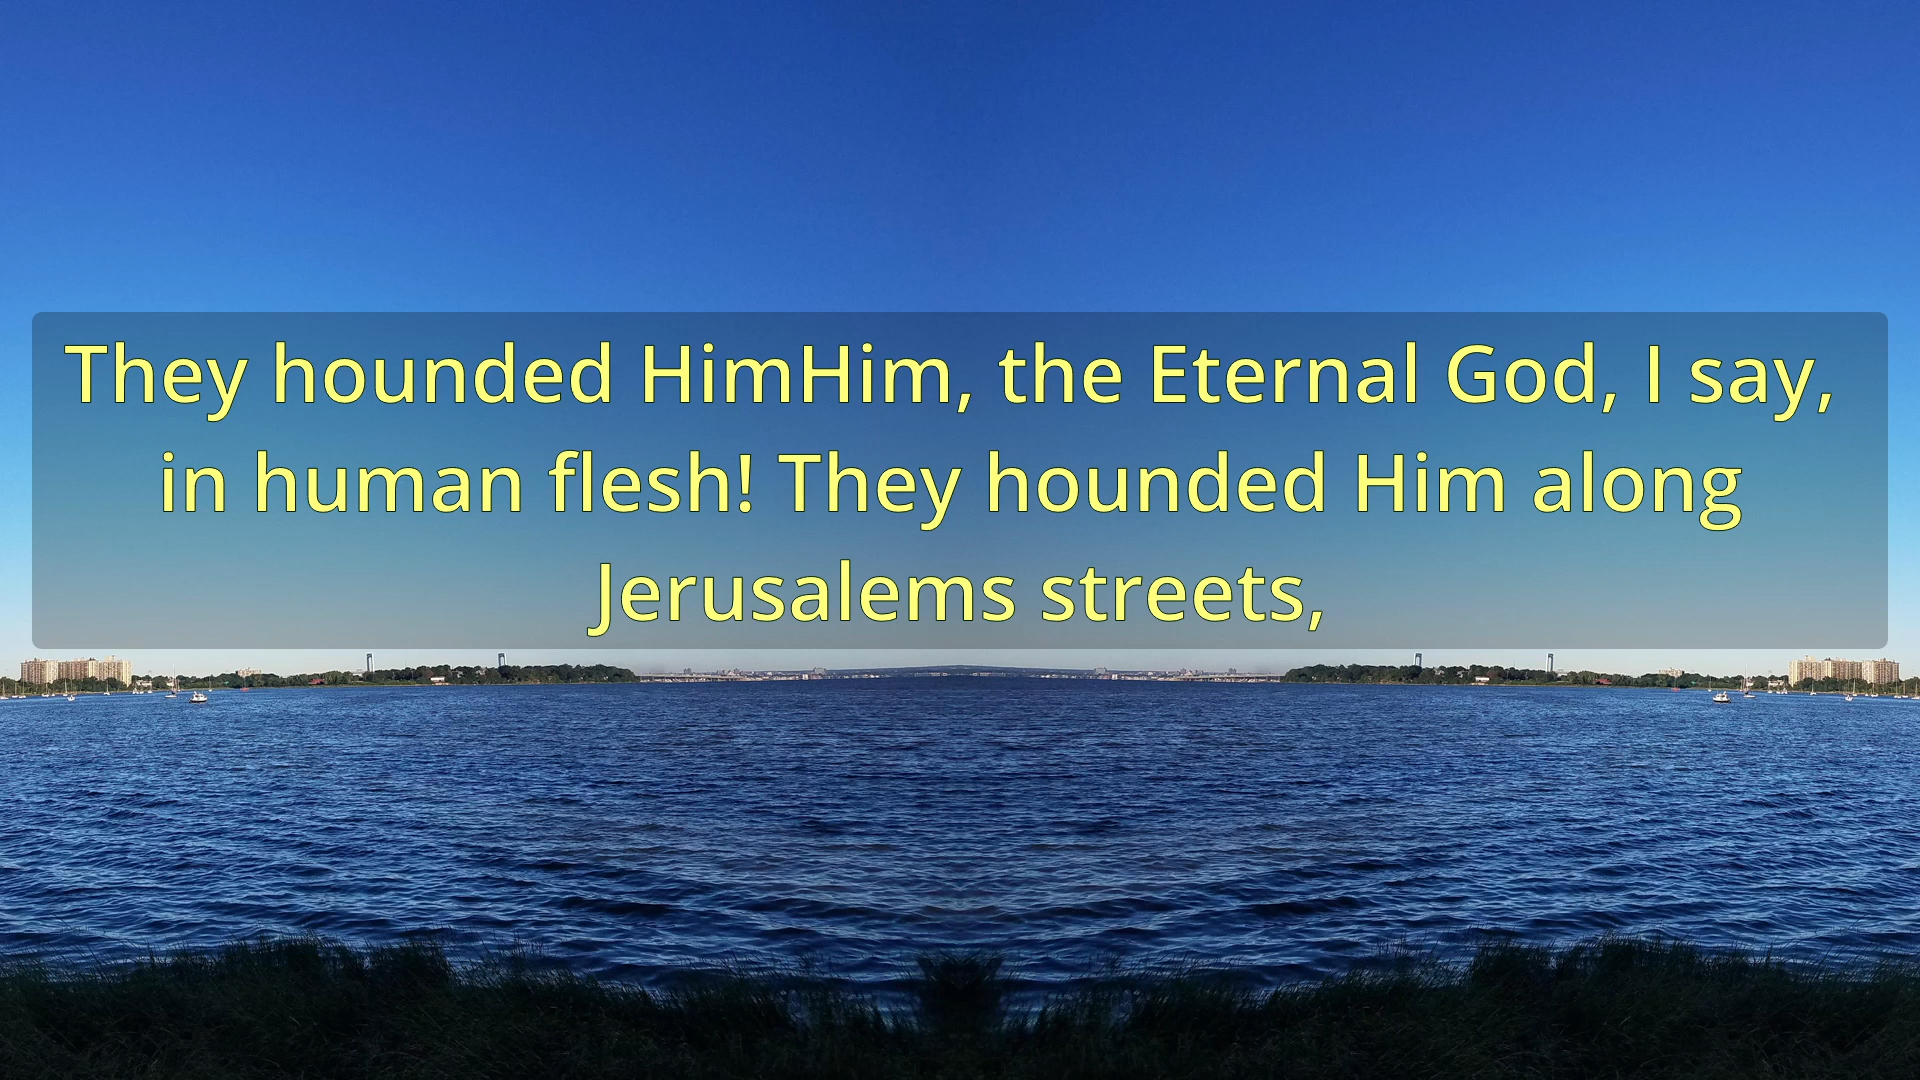 They hounded HimHim, the Eternal God, I say,
in human flesh! They hounded Him along
Jerusalems streets,